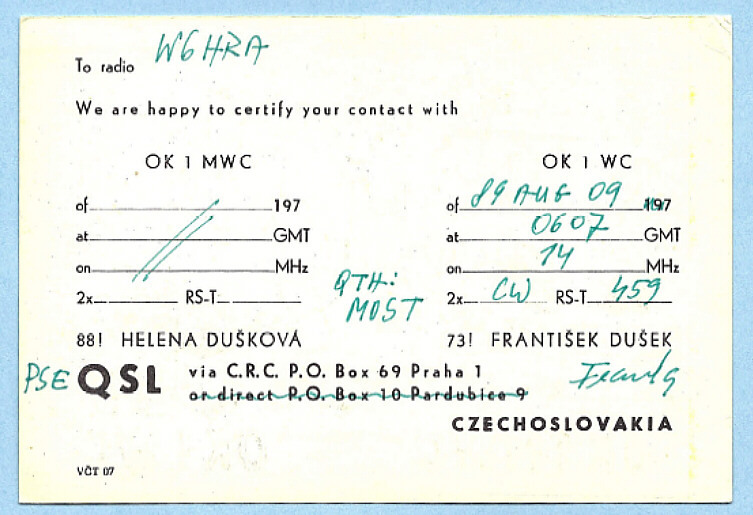 To radio W6HRA
We are happy to certify your contact with
OK 1 MWC
of 197
at GMT
on MHz
2x RS-T
88! HELENA DUŠKOVÁ
QTH:
MOST
OK 1 WC
of 89 AUG 09 197
at 0607 GMT
on 14 MHz
2x CW RS-T 459
73! FRANTIŠEK DUŠEK
PSE QSL via C.R.C. P.O. Box 69 Praha 1
or direct P.O. Box 10 Pardubice 9
CZECHOSLOVAKIA
VČT 07